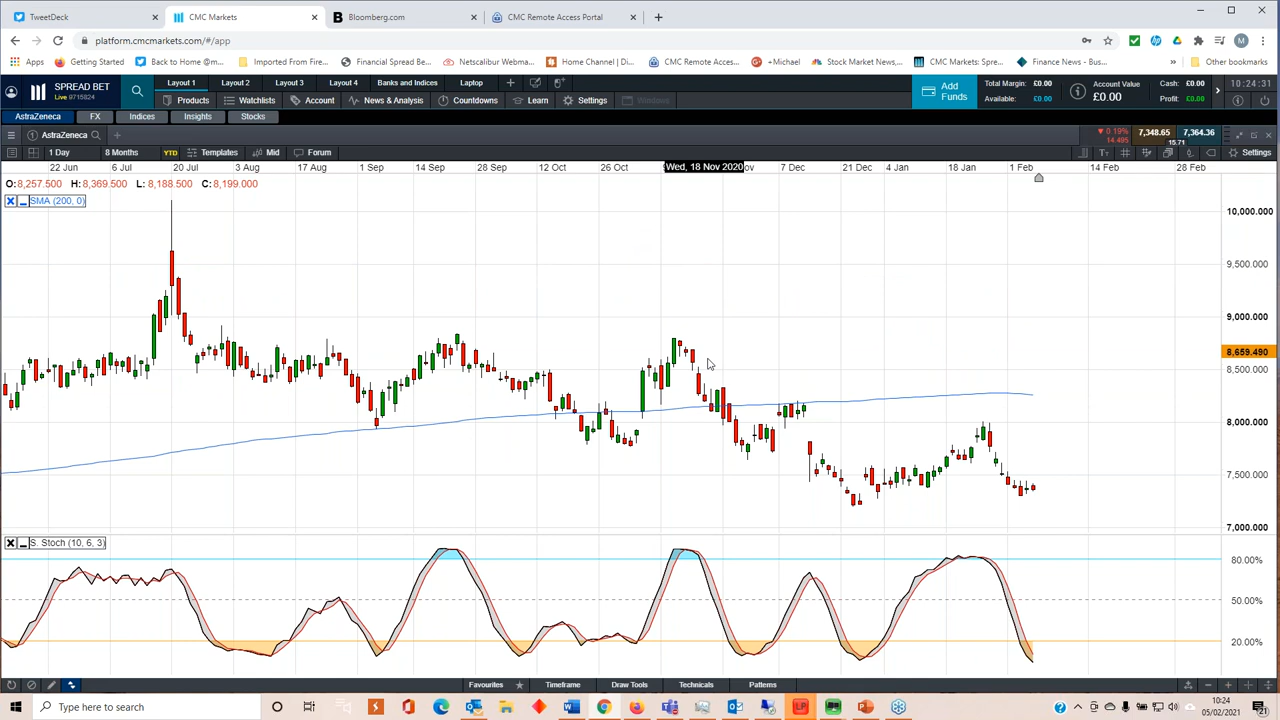 TweetDeck CMC Markets Bloomberg.com CMC Remote Access Portal
platform.cmcmarkets.com/#/app
Apps Getting Started Back to Home @m... Imported From Fire... Financial Spread Be... Netscalibur Webma... Home Channel | Di... CMC Remote Acces... +Michael Stock Market News,... CMC Markets: Spre... Finance News - Bus... » Other bookmarks
SPREAD BET
Live 9715824
Layout 1 Layout 2 Layout 3 Layout 4 Banks and Indices Laptop
Products Watchlists Account News & Analysis Countdowns Learn Settings Windows
Add Funds
Total Margin: £0.00
Available: £0.00
Account Value
£0.00
Cash: £0.00
Profit: £0.00
10:24:31
AstraZeneca FX Indices Insights Stocks
AstraZeneca
0.19%
14.495
7,348.65 7,364.36
15.71
1 Day 8 Months YTD Templates Mid Forum Settings
22 Jun 6 Jul 20 Jul 3 Aug 17 Aug 1 Sep 14 Sep 28 Sep 12 Oct 26 Oct Wed, 18 Nov 2020 ov 7 Dec 21 Dec 4 Jan 18 Jan 1 Feb 14 Feb 28 Feb
O:8,257.500 H:8,369.500 L:8,188.500 C:8,199.000
SMA (200, 0)
10,000.000
9,500.000
9,000.000
8,659.490
8,500.000
8,000.000
7,500.000
7,000.000
S. Stoch (10, 6, 3)
80.00%
50.00%
20.00%
Favourites Timeframe Draw Tools Technicals Patterns
Type here to search
10:24
05/02/2021
21